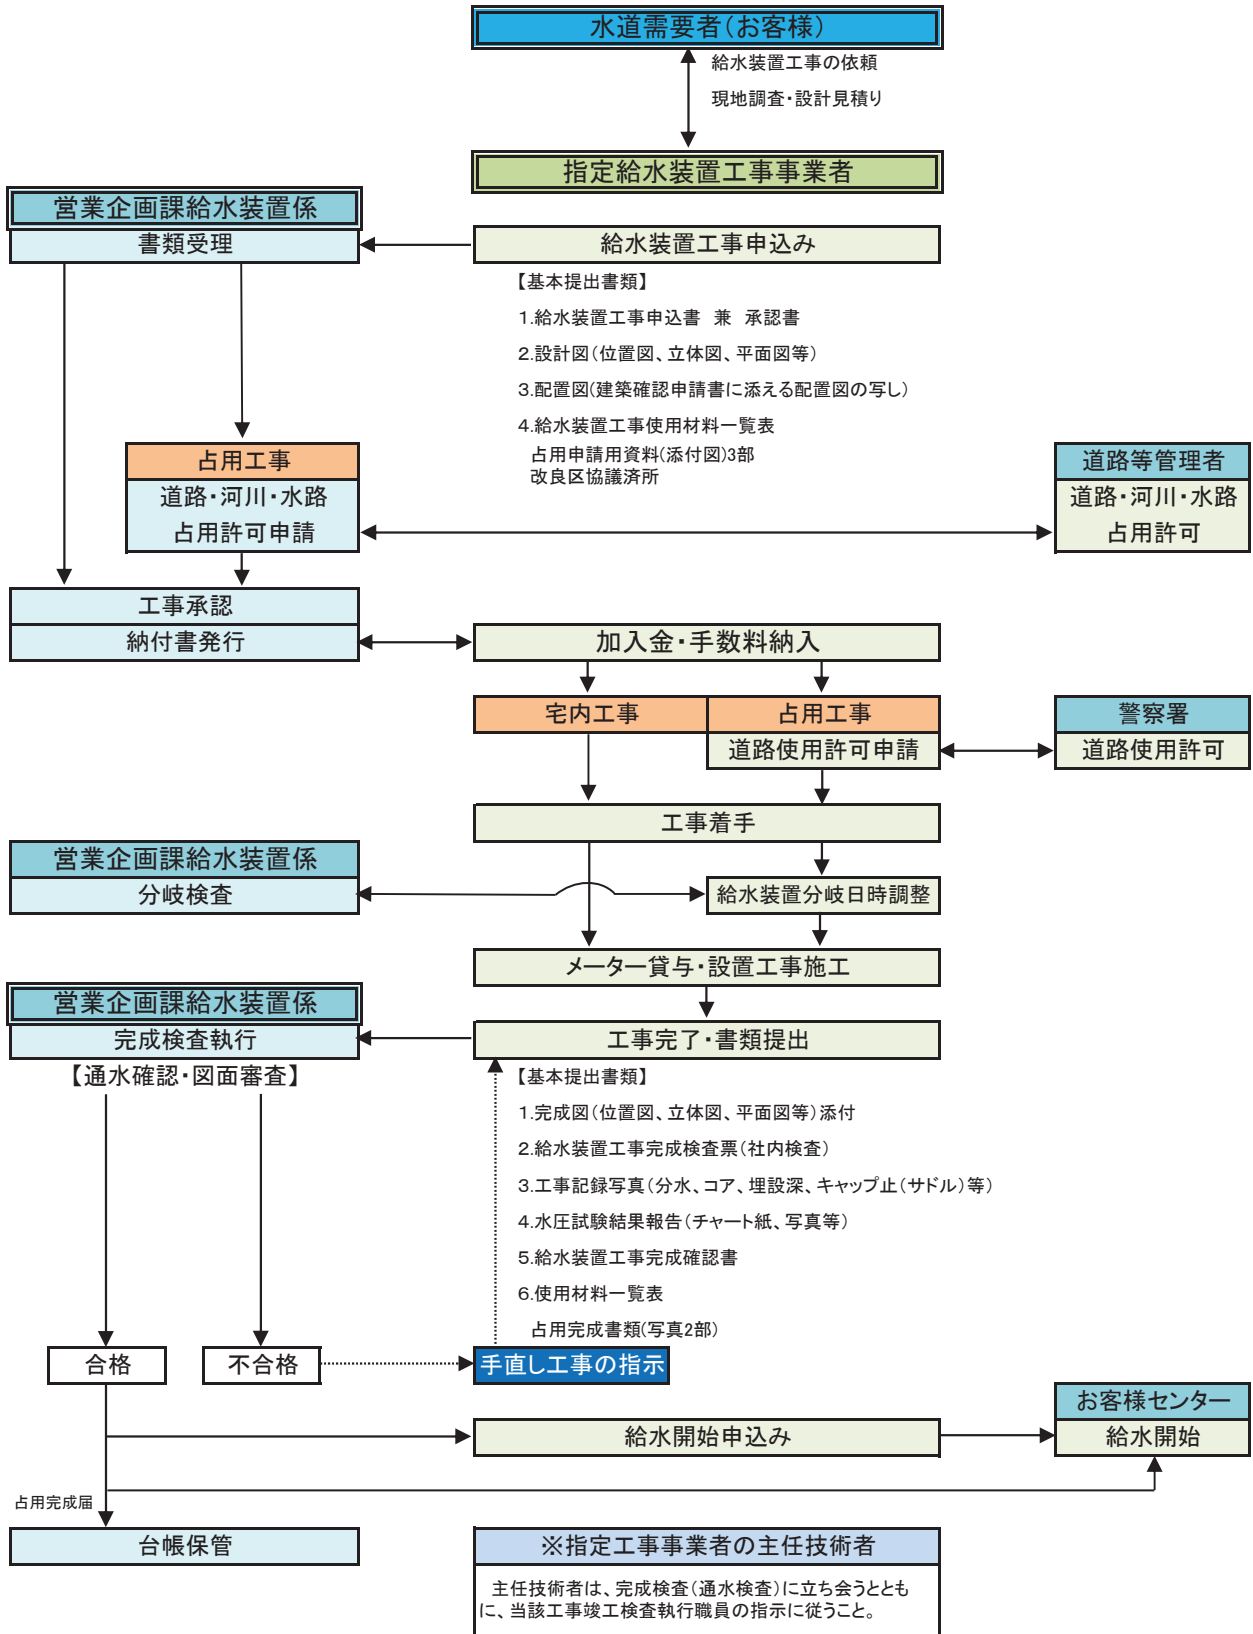 水道需要者（お客様）
給水装置工事の依頼
現地調査・設計見積り
指定給水装置工事事業者
営業企画課給水装置係
書類受理
給水装置工事申込み
【基本提出書類】
1.給水装置工事申込書　兼　承認書
2.設計図（位置図、立体図、平面図等）
3.配置図(建築確認申請書に添える配置図の写し)
4.給水装置工事使用材料一覧表
占用申請用資料(添付図)3部
改良区協議済所
占用工事
道路・河川・水路
占用許可申請
道路等管理者
道路・河川・水路
占用許可
工事承認
納付書発行
加入金・手数料納入
宅内工事
占用工事
道路使用許可申請
警察署
道路使用許可
工事着手
営業企画課給水装置係
分岐検査
給水装置分岐日時調整
メーター貸与・設置工事施工
営業企画課給水装置係
完成検査執行
【通水確認・図面審査】
工事完了・書類提出
【基本提出書類】
1.完成図（位置図、立体図、平面図等）添付
2.給水装置工事完成検査票（社内検査）
3.工事記録写真（分水、コア、埋設深、キャップ止（サドル）等）
4.水圧試験結果報告（チャート紙、写真等）
5.給水装置工事完成確認書
6.使用材料一覧表
占用完成書類(写真2部)
合格
不合格
手直し工事の指示
お客様センター
給水開始
給水開始申込み
占用完成届
台帳保管
※指定工事事業者の主任技術者
主任技術者は、完成検査（通水検査）に立ち会うととも
に、当該工事竣工検査執行職員の指示に従うこと。